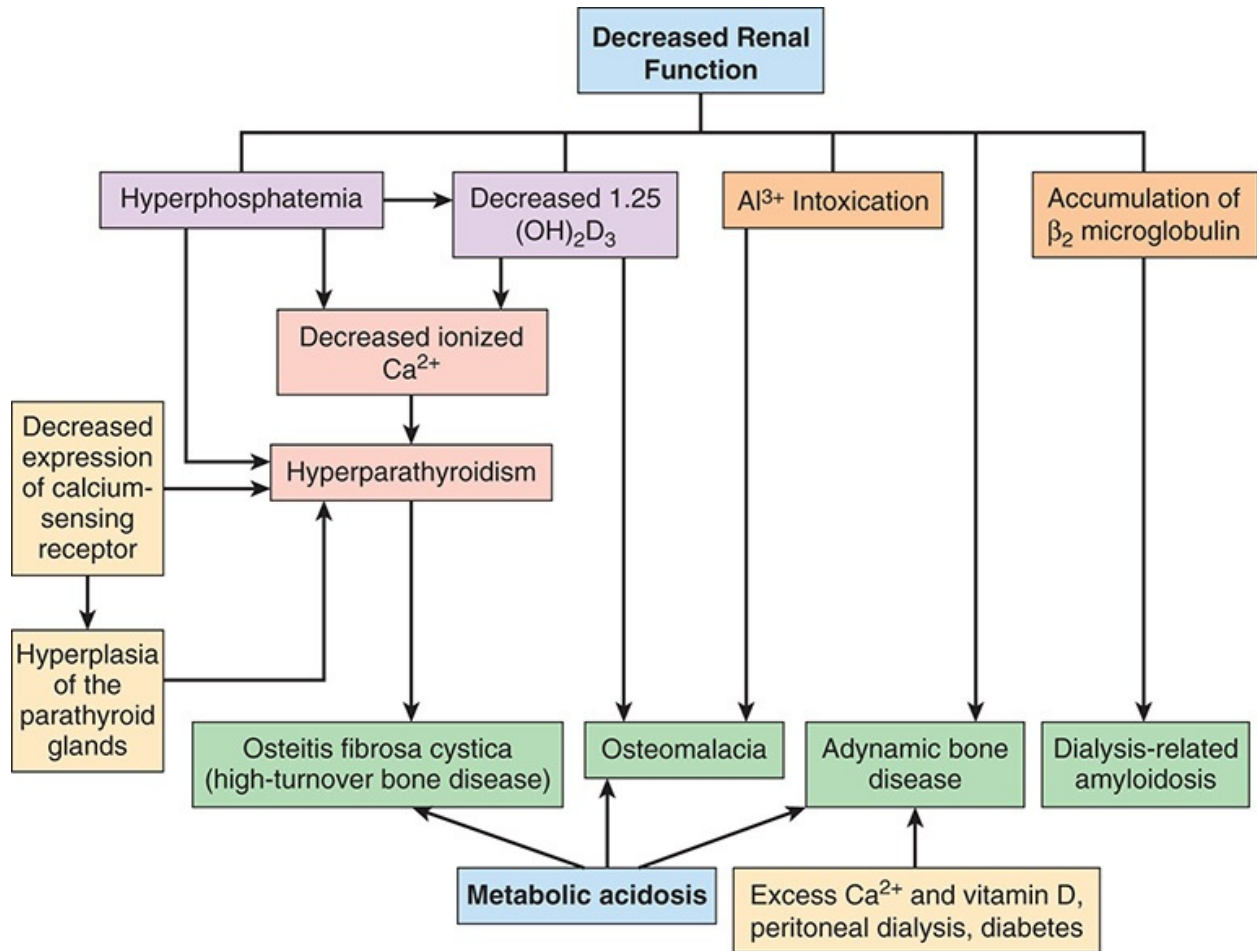 Decreased Renal
Function
Hyperphosphatemia
Decreased 1.25
(OH)₂D₃
Al³⁺ Intoxication
Accumulation of
β₂ microglobulin
Decreased ionized
Ca²⁺
Decreased
expression
of calcium-
sensing
receptor
Hyperparathyroidism
Hyperplasia
of the
parathyroid
glands
Osteitis fibrosa cystica
(high-turnover bone disease)
Osteomalacia
Adynamic bone
disease
Dialysis-related
amyloidosis
Metabolic acidosis
Excess Ca²⁺ and vitamin D,
peritoneal dialysis, diabetes